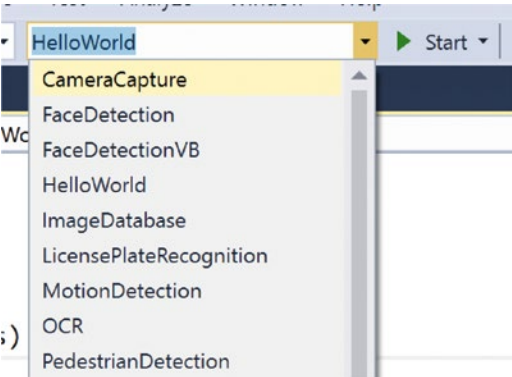 HelloWorld Start
CameraCapture
FaceDetection
FaceDetectionVB
HelloWorld
ImageDatabase
LicensePlateRecognition
MotionDetection
OCR
PedestrianDetection